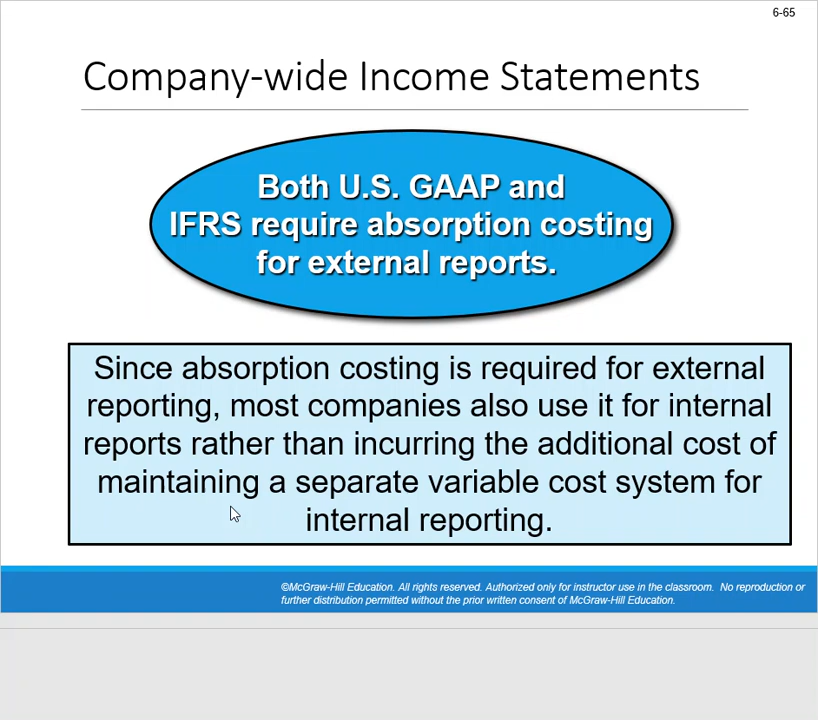 6-65
Company-wide Income Statements
Both U.S. GAAP and
IFRS require absorption costing
for external reports.
Since absorption costing is required for external
reporting, most companies also use it for internal
reports rather than incurring the additional cost of
maintaining a separate variable cost system for
internal reporting.
©McGraw-Hill Education. All rights reserved. Authorized only for instructor use in the classroom. No reproduction or
further distribution permitted without the prior written consent of McGraw-Hill Education.